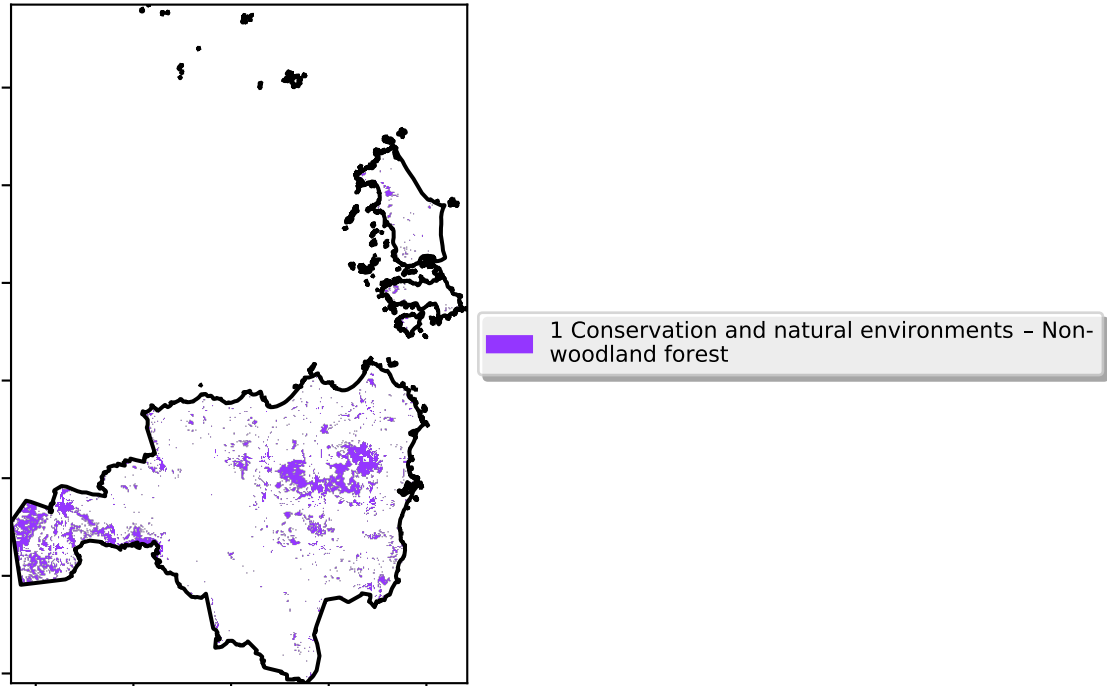 1 Conservation and natural environments – Non-
woodland forest